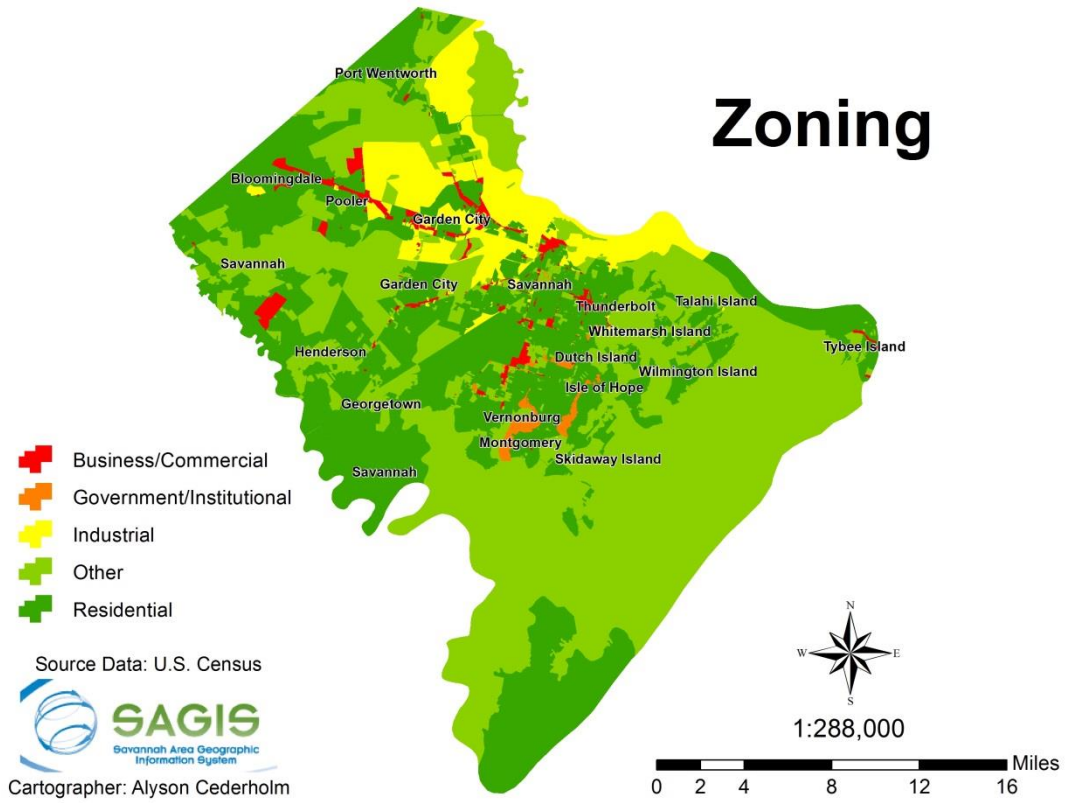 Zoning
Port Wentworth
Bloomingdale
Pooler
Garden City
Savannah
Garden City
Savannah
Thunderbolt
Talahi Island
Whitemarsh Island
Tybee Island
Henderson
Dutch Island
Wilmington Island
Isle of Hope
Georgetown
Vernonburg
Montgomery
Skidaway Island
Savannah
Business/Commercial
Government/Institutional
Industrial
Other
Residential
Source Data: U.S. Census
SAGIS
Savannah Area Geographic
Information System
Cartographer: Alyson Cederholm
N
W E
S
1:288,000
Miles
0 2 4 8 12 16